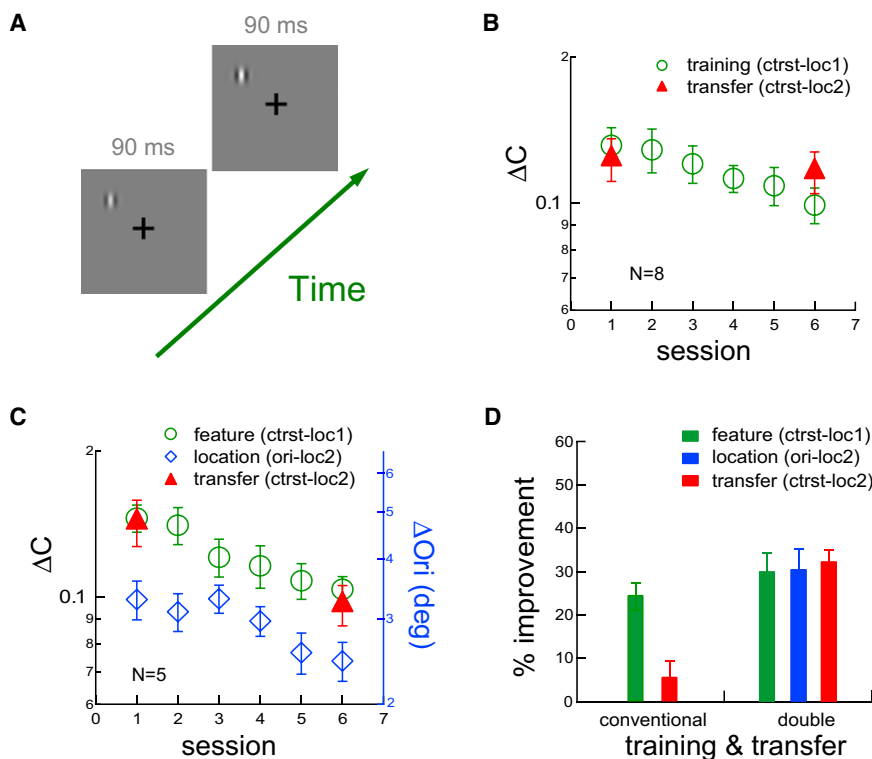 A
90 ms
90 ms
Time
B
training (ctrst-loc1)
transfer (ctrst-loc2)
ΔC
2
0.1
9
8
7
6
N=8
0 1 2 3 4 5 6 7
session
C
feature (ctrst-loc1)
location (ori-loc2)
transfer (ctrst-loc2)
ΔC
2
0.1
9
8
7
6
N=5
0 1 2 3 4 5 6 7
session
6
5
4
3
2
ΔOri (deg)
D
feature (ctrst-loc1)
location (ori-loc2)
transfer (ctrst-loc2)
% improvement
60
50
40
30
20
10
0
conventional double
training & transfer